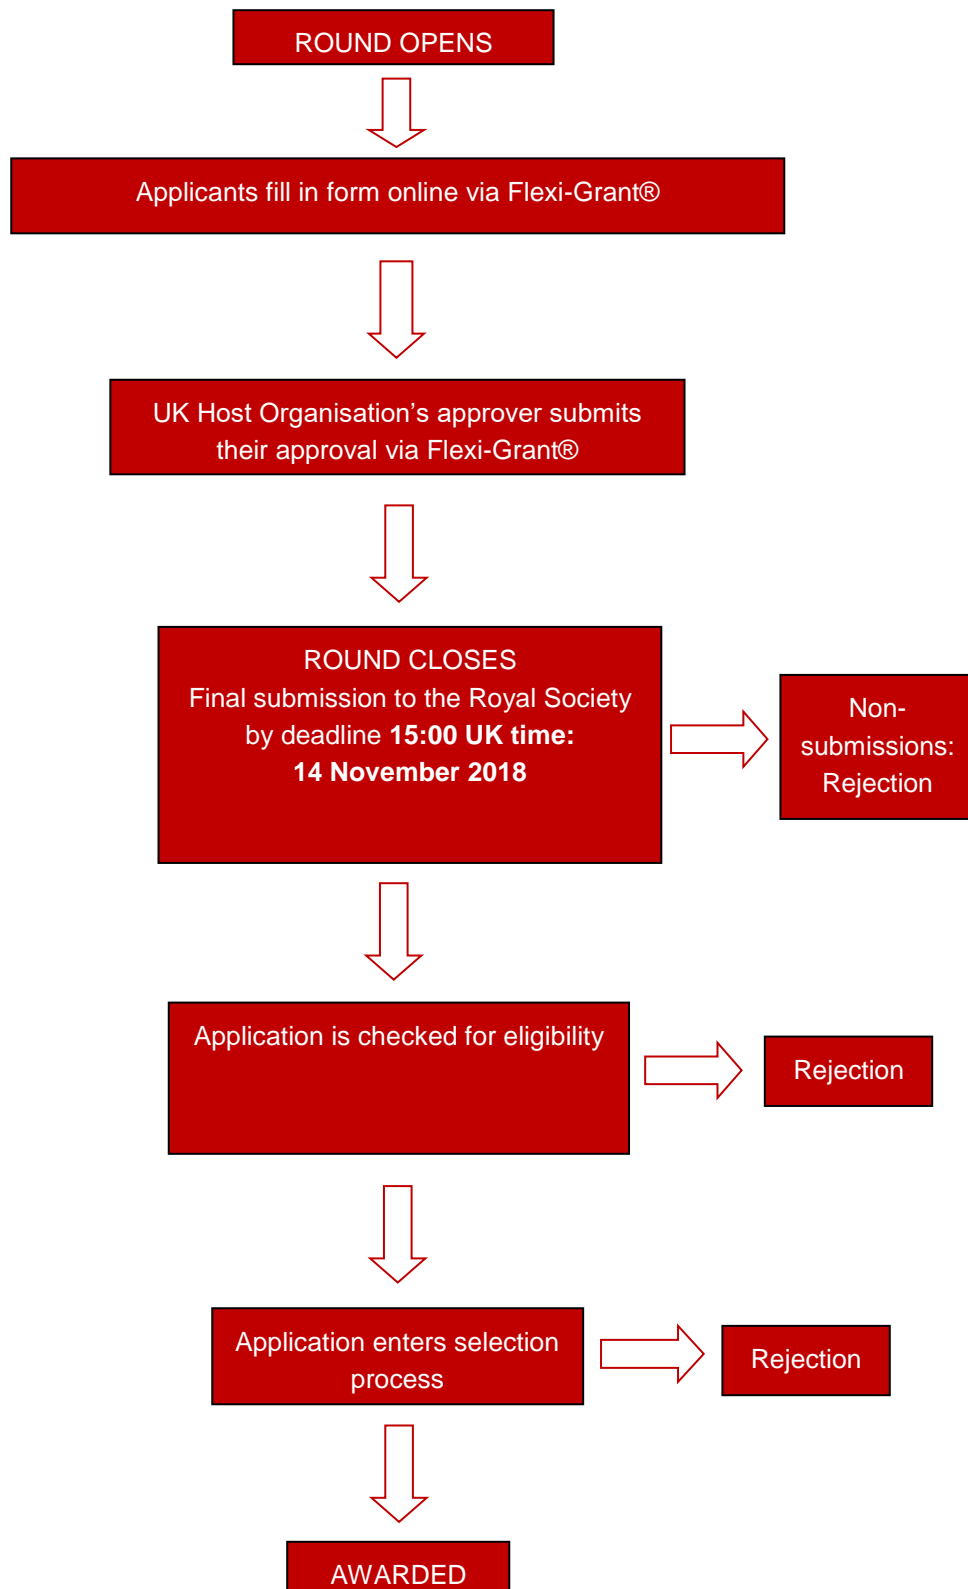 ROUND OPENS
Applicants fill in form online via Flexi-Grant®
UK Host Organisation’s approver submits
their approval via Flexi-Grant®
ROUND CLOSES
Final submission to the Royal Society
by deadline 15:00 UK time:
14 November 2018
Non-
submissions:
Rejection
Application is checked for eligibility
Rejection
Application enters selection
process
Rejection
AWARDED